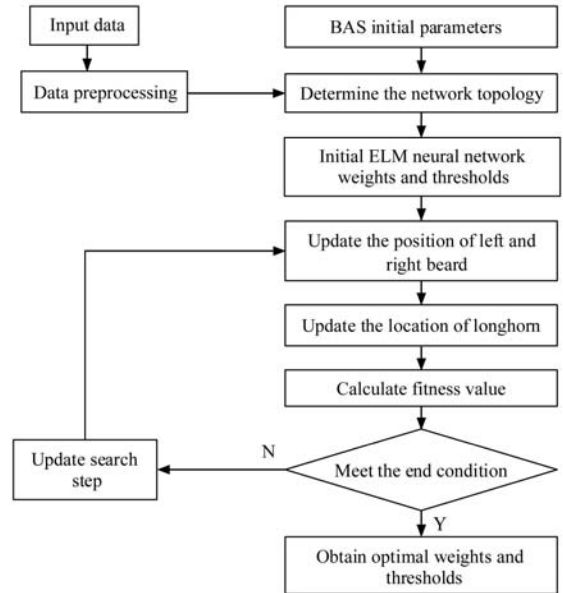 Input data
BAS initial parameters
Data preprocessing
Determine the network topology
Initial ELM neural network
weights and thresholds
Update the position of left and
right beard
Update the location of longhorn
Calculate fitness value
N
Meet the end condition
Update search
step
Y
Obtain optimal weights and
thresholds